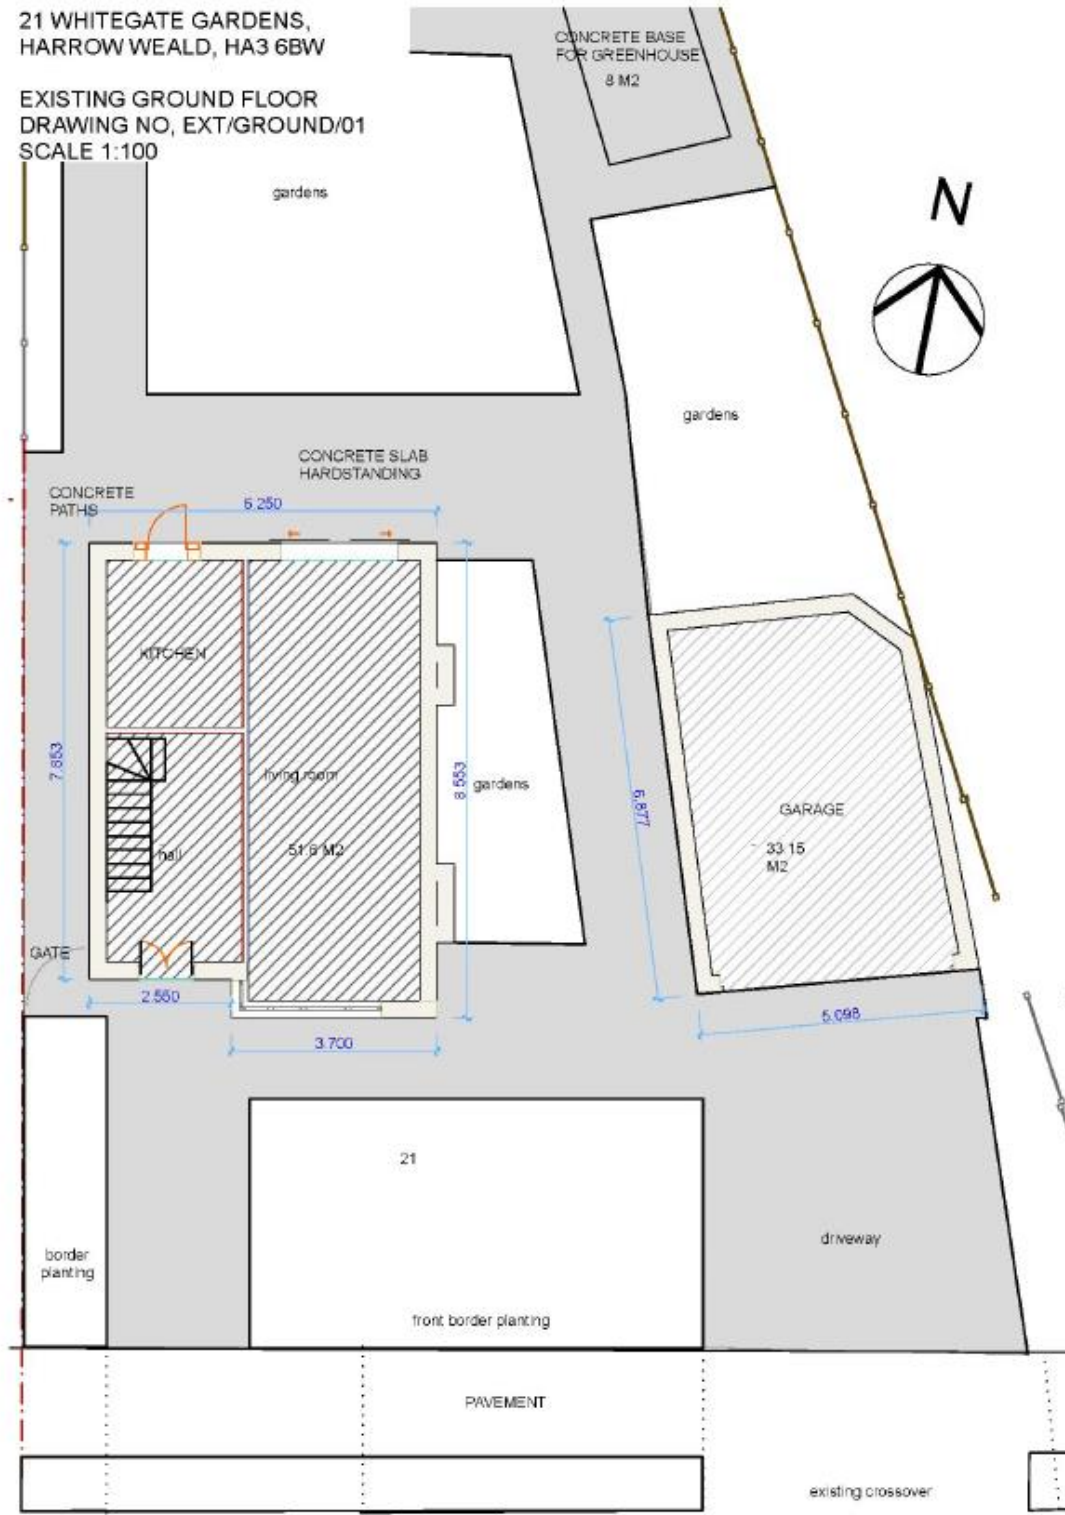 21 WHITEGATE GARDENS,
HARROW WEALD, HA3 6BW
EXISTING GROUND FLOOR
DRAWING NO, EXT/GROUND/01
SCALE 1:100
CONCRETE BASE
FOR GREENHOUSE
8 M2
gardens
N
gardens
CONCRETE SLAB
HARDSTANDING
CONCRETE
PATHS
6.250
KITCHEN
7.853
living room
8.553
gardens
hall
51.6 M2
6.877
GARAGE
33.15
M2
GATE
2.550
3.700
5.098
21
driveway
border
planting
front border planting
PAVEMENT
existing crossover